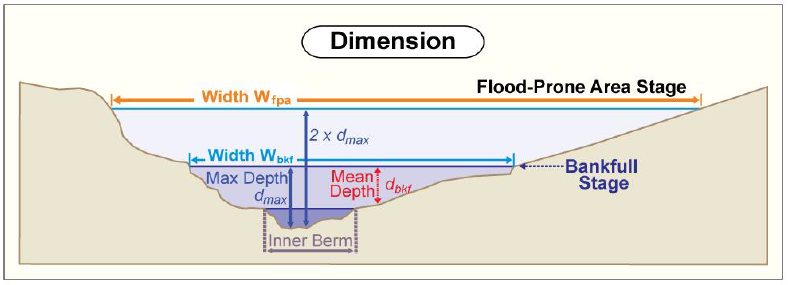 Dimension
Flood-Prone Area Stage
Width Wfpa
2 x dmax
Width Wbkf
Bankfull
Stage
Max Depth
dmax
Mean
Depth
dbkf
Inner Berm